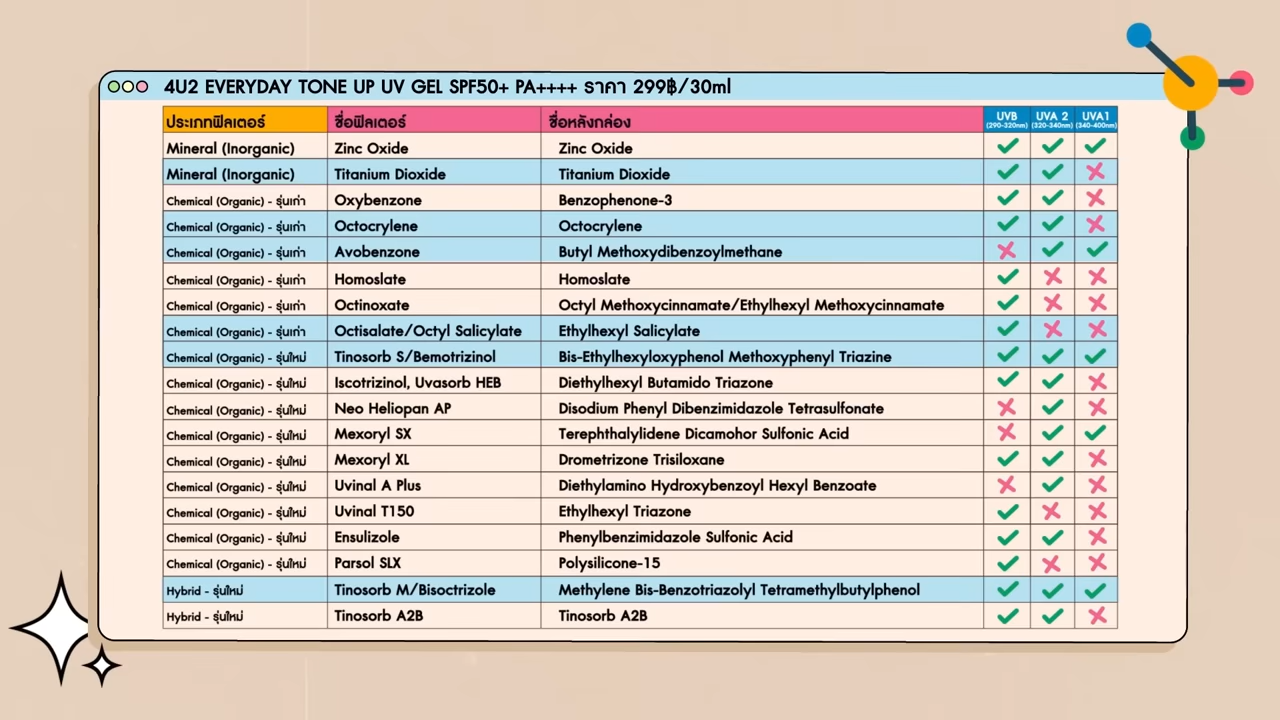 4U2 EVERYDAY TONE UP UV GEL SPF50+ PA++++ ราคา 299฿/30ml
ประเภทฟิลเตอร์ ชื่อฟิลเตอร์ ชื่อหลังกล่อง UVB (290-320nm) UVA 2 (320-340nm) UVA1 (340-400nm)
Mineral (Inorganic) Zinc Oxide Zinc Oxide
Mineral (Inorganic) Titanium Dioxide Titanium Dioxide
Chemical (Organic) - รุ่นเก่า Oxybenzone Benzophenone-3
Chemical (Organic) - รุ่นเก่า Octocrylene Octocrylene
Chemical (Organic) - รุ่นเก่า Avobenzone Butyl Methoxydibenzoylmethane
Chemical (Organic) - รุ่นเก่า Homoslate Homoslate
Chemical (Organic) - รุ่นเก่า Octinoxate Octyl Methoxycinnamate/Ethylhexyl Methoxycinnamate
Chemical (Organic) - รุ่นเก่า Octisalate/Octyl Salicylate Ethylhexyl Salicylate
Chemical (Organic) - รุ่นใหม่ Tinosorb S/Bemotrizinol Bis-Ethylhexyloxyphenol Methoxyphenyl Triazine
Chemical (Organic) - รุ่นใหม่ Iscotrizinol, Uvasorb HEB Diethylhexyl Butamido Triazone
Chemical (Organic) - รุ่นใหม่ Neo Heliopan AP Disodium Phenyl Dibenzimidazole Tetrasulfonate
Chemical (Organic) - รุ่นใหม่ Mexoryl SX Terephthalylidene Dicamohor Sulfonic Acid
Chemical (Organic) - รุ่นใหม่ Mexoryl XL Drometrizone Trisiloxane
Chemical (Organic) - รุ่นใหม่ Uvinal A Plus Diethylamino Hydroxybenzoyl Hexyl Benzoate
Chemical (Organic) - รุ่นใหม่ Uvinal T150 Ethylhexyl Triazone
Chemical (Organic) - รุ่นใหม่ Ensulizole Phenylbenzimidazole Sulfonic Acid
Chemical (Organic) - รุ่นใหม่ Parsol SLX Polysilicone-15
Hybrid - รุ่นใหม่ Tinosorb M/Bisoctrizole Methylene Bis-Benzotriazolyl Tetramethylbutylphenol
Hybrid - รุ่นใหม่ Tinosorb A2B Tinosorb A2B